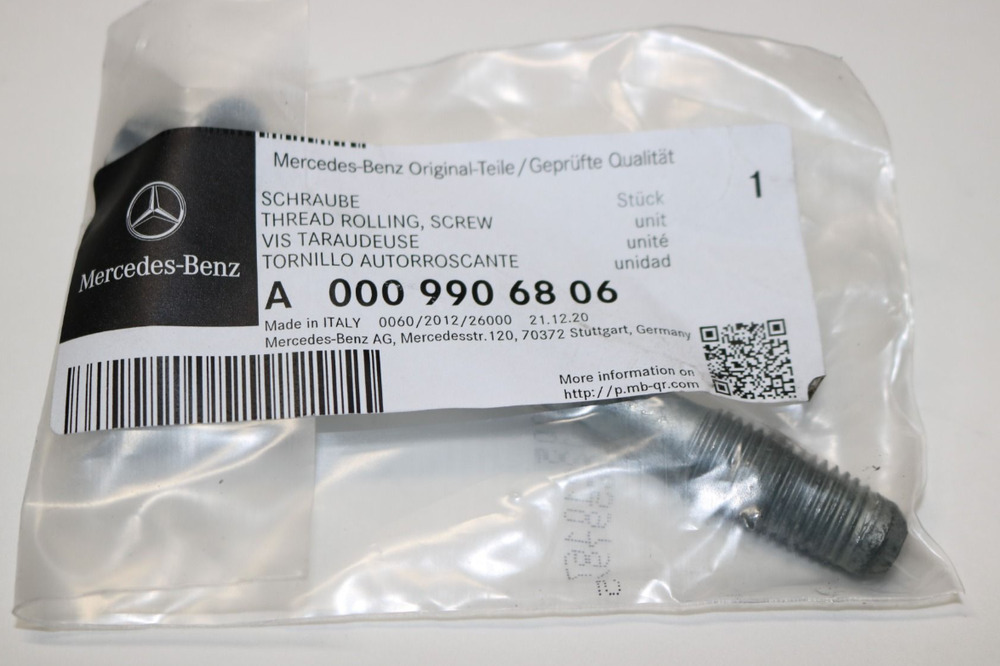 Mercedes-Benz Original-Teile/Geprüfte Qualität
1
SCHRAUBE Stück
THREAD ROLLING, SCREW unit
VIS TARAUDEUSE unité
TORNILLO AUTORROSCANTE unidad
Mercedes-Benz
A 000 990 68 06
Made in ITALY 0060/2012/26000 21.12.20
Mercedes-Benz AG, Mercedesstr.120, 70372 Stuttgart, Germany
More information on
http://p.mb-qr.com